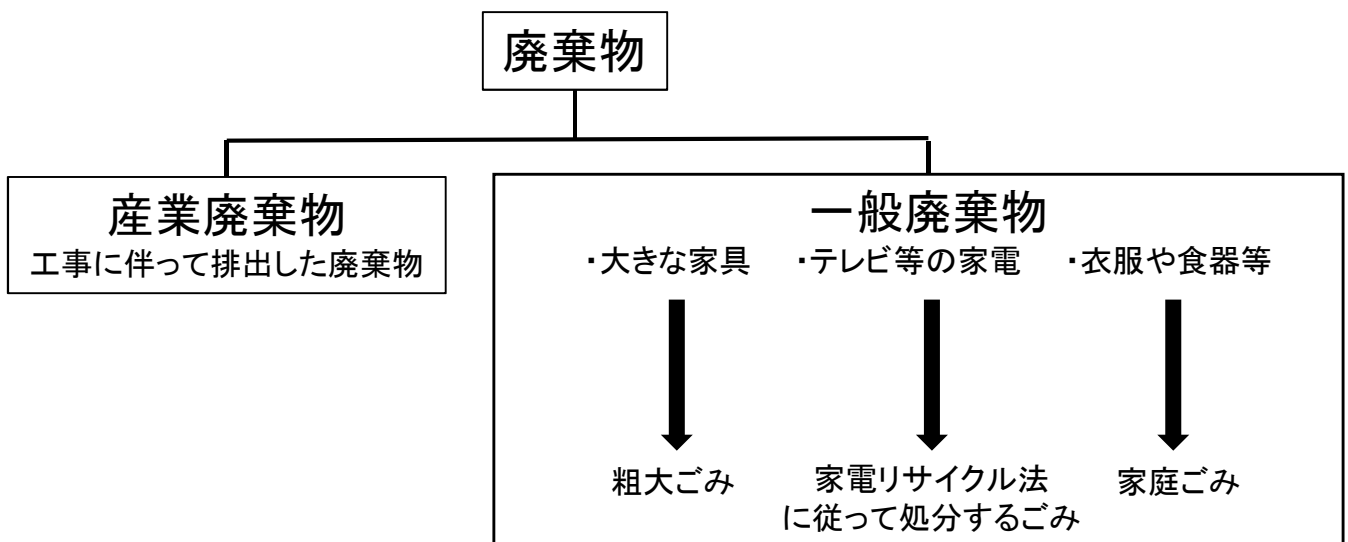 廃棄物
産業廃棄物
工事に伴って排出した廃棄物
一般廃棄物
・大きな家具
・テレビ等の家電
・衣服や食器等
粗大ごみ
家電リサイクル法
に従って処分するごみ
家庭ごみ